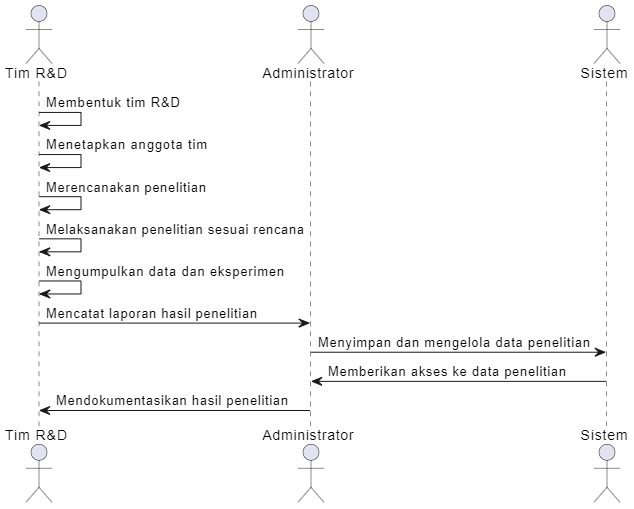 Tim R&D
Administrator
Sistem
Membentuk tim R&D
Menetapkan anggota tim
Merencanakan penelitian
Melaksanakan penelitian sesuai rencana
Mengumpulkan data dan eksperimen
Mencatat laporan hasil penelitian
Menyimpan dan mengelola data penelitian
Memberikan akses ke data penelitian
Mendokumentasikan hasil penelitian
Tim R&D
Administrator
Sistem